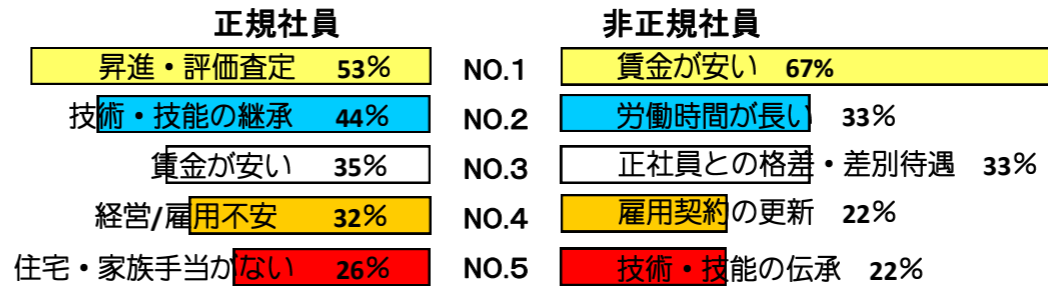 正規社員 非正規社員
昇進・評価査定 53% NO.1 賃金が安い 67%
技術・技能の継承 44% NO.2 労働時間が長い 33%
賃金が安い 35% NO.3 正社員との格差・差別待遇 33%
経営/雇用不安 32% NO.4 雇用契約の更新 22%
住宅・家族手当がない 26% NO.5 技術・技能の伝承 22%